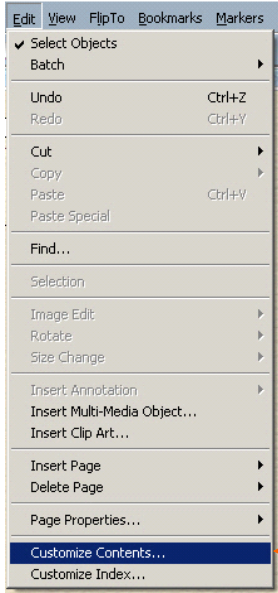 Edit View FlipTo Bookmarks Markers
Select Objects
Batch
Undo Ctrl+Z
Redo Ctrl+Y
Cut
Copy
Paste Ctrl+V
Paste Special
Find...
Selection
Image Edit
Rotate
Size Change
Insert Annotation
Insert Multi-Media Object...
Insert Clip Art...
Insert Page
Delete Page
Page Properties...
Customize Contents...
Customize Index...